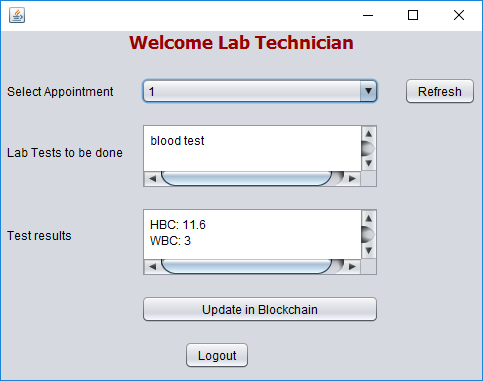 Welcome Lab Technician
Select Appointment
1
Refresh
Lab Tests to be done
blood test
Test results
HBC: 11.6
WBC: 3
Update in Blockchain
Logout